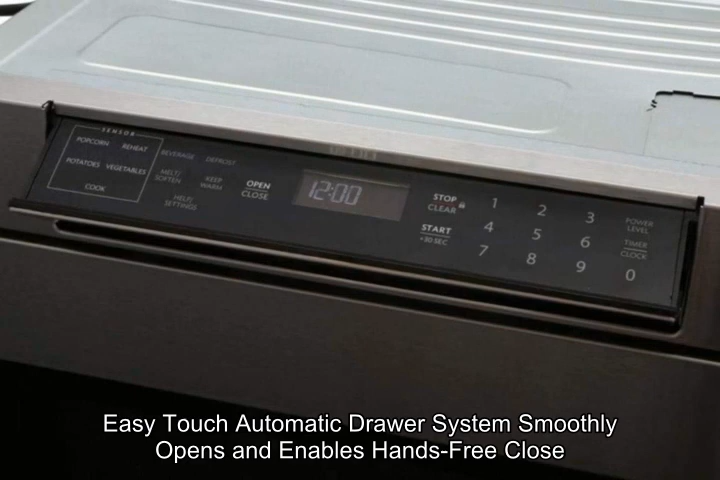 SENSOR
POPCORN REHEAT
POTATOES VEGETABLES
COOK
BEVERAGE DEFROST
MELT/
SOFTEN
KEEP
WARN
HELP/
SETTINGS
OPEN
CLOSE
12:00
STOP
CLEAR
START
+30 SEC
1 2 3
4 5 6
7 8 9
0
POWER
LEVEL
TIMER
CLOCK
Easy Touch Automatic Drawer System Smoothly
Opens and Enables Hands-Free Close